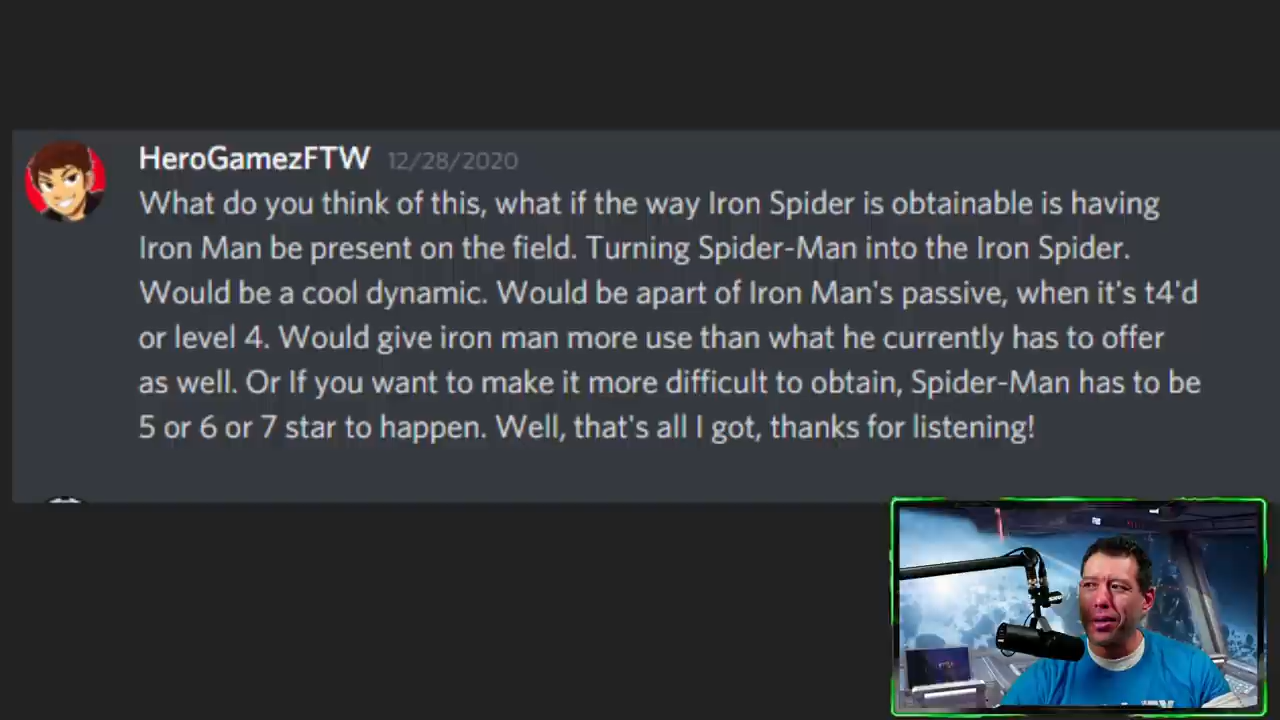 HeroGamezFTW 12/28/2020
What do you think of this, what if the way Iron Spider is obtainable is having
Iron Man be present on the field. Turning Spider-Man into the Iron Spider.
Would be a cool dynamic. Would be apart of Iron Man's passive, when it's t4'd
or level 4. Would give iron man more use than what he currently has to offer
as well. Or If you want to make it more difficult to obtain, Spider-Man has to be
5 or 6 or 7 star to happen. Well, that's all I got, thanks for listening!